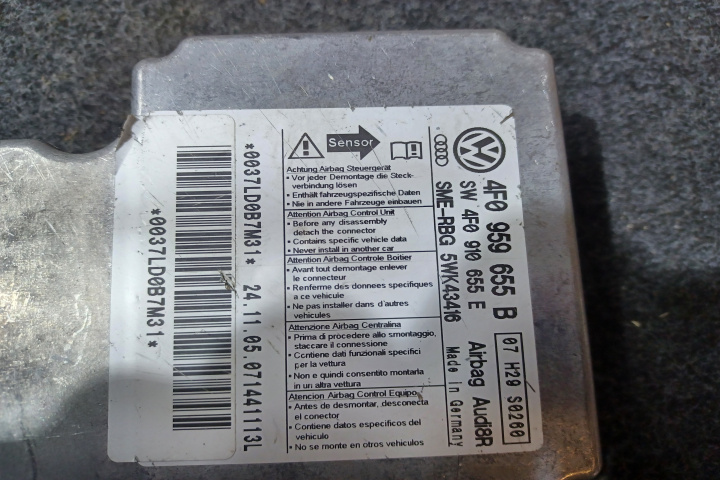 Sensor
Achtung Airbag Steuergerät
• Vor jeder Demontage die Steck-
verbindung lösen
• Enthält fahrzeugspezifische Daten
• Nie in andere Fahrzeuge einbauen
Attention Airbag Control Unit
• Before any disassembly
detach the connector
• Contains specific vehicle data
• Never install in another car
Attention Airbag Controle Boitier
• Avant tout demontage enlever
le connecteur
• Renferme des donnees specifiques
a ce vehicule
• Ne pas installer dans d'autres
vehicules
Attenzione Airbag Centralina
• Prima di procedere allo smontaggio,
staccare il connessione
• Contiene dati funzionali specifici
per la vettura
• Non e quindi consentito montarla
in un altra vettura
Atencion Airbag Control Equipo
• Antes de desmontar, desconecta
el conector
• Contiene datos especificos del
vehiculo
• No se monte en otros vehiculos
4F0 959 655 B
07 H28 S0260
SW 4F0 910 655 E
Airbag Audi8R
SME-RBG 5WK43416
Made in Germany
*0037LD0B7N31* 24.11.05.071441113L
*0037LD0B7N31*